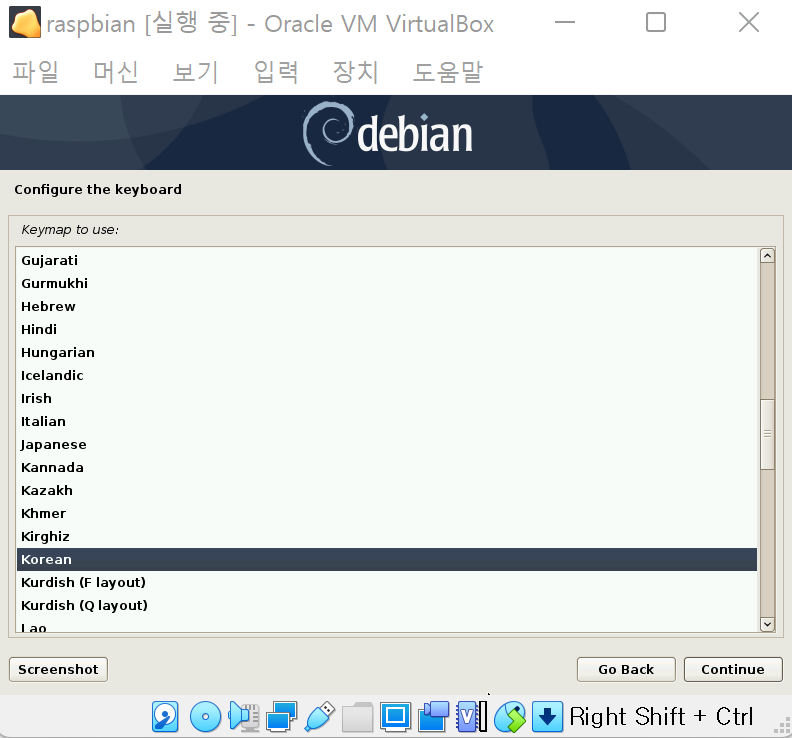 raspbian [실행 중] - Oracle VM VirtualBox
파일 머신 보기 입력 장치 도움말
debian
Configure the keyboard
Keymap to use:
Gujarati
Gurmukhi
Hebrew
Hindi
Hungarian
Icelandic
Irish
Italian
Japanese
Kannada
Kazakh
Khmer
Kirghiz
Korean
Kurdish (F layout)
Kurdish (Q layout)
Lao
Screenshot Go Back Continue
V Right Shift + Ctrl